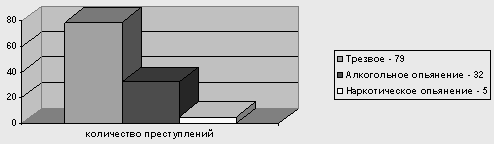 80
60
40
20
0
количество преступлений
Трезвое - 79
Алкогольное опьянение - 32
Наркотическое опьянение - 5